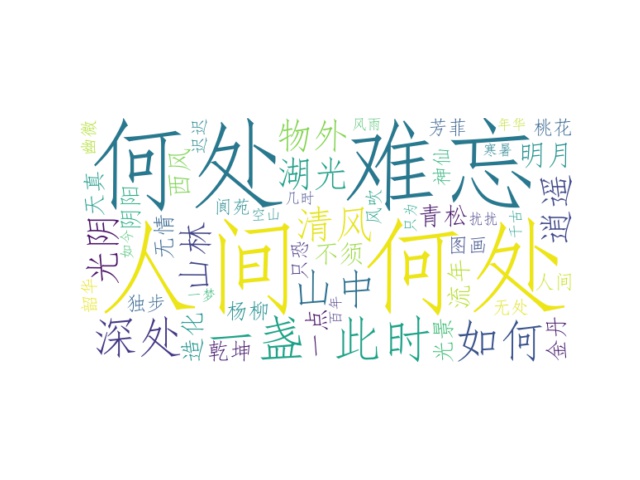 何处难忘
人间何处
幽微
迟迟
物外
风雨
芳菲
年华
桃花
西风
湖光
神仙
寒暑
明月
天真
阴阳
阆苑
几时
风吹
只为
青松
扰扰
千古
逍遥
光阴
如今
无情
山林
空山
清风
只恐
不须
图画
韶华
一梦
山中
流年
人间
无处
独步
杨柳
一点
百年
深处
造化
乾坤
一盏
此时
光景
如何
金丹